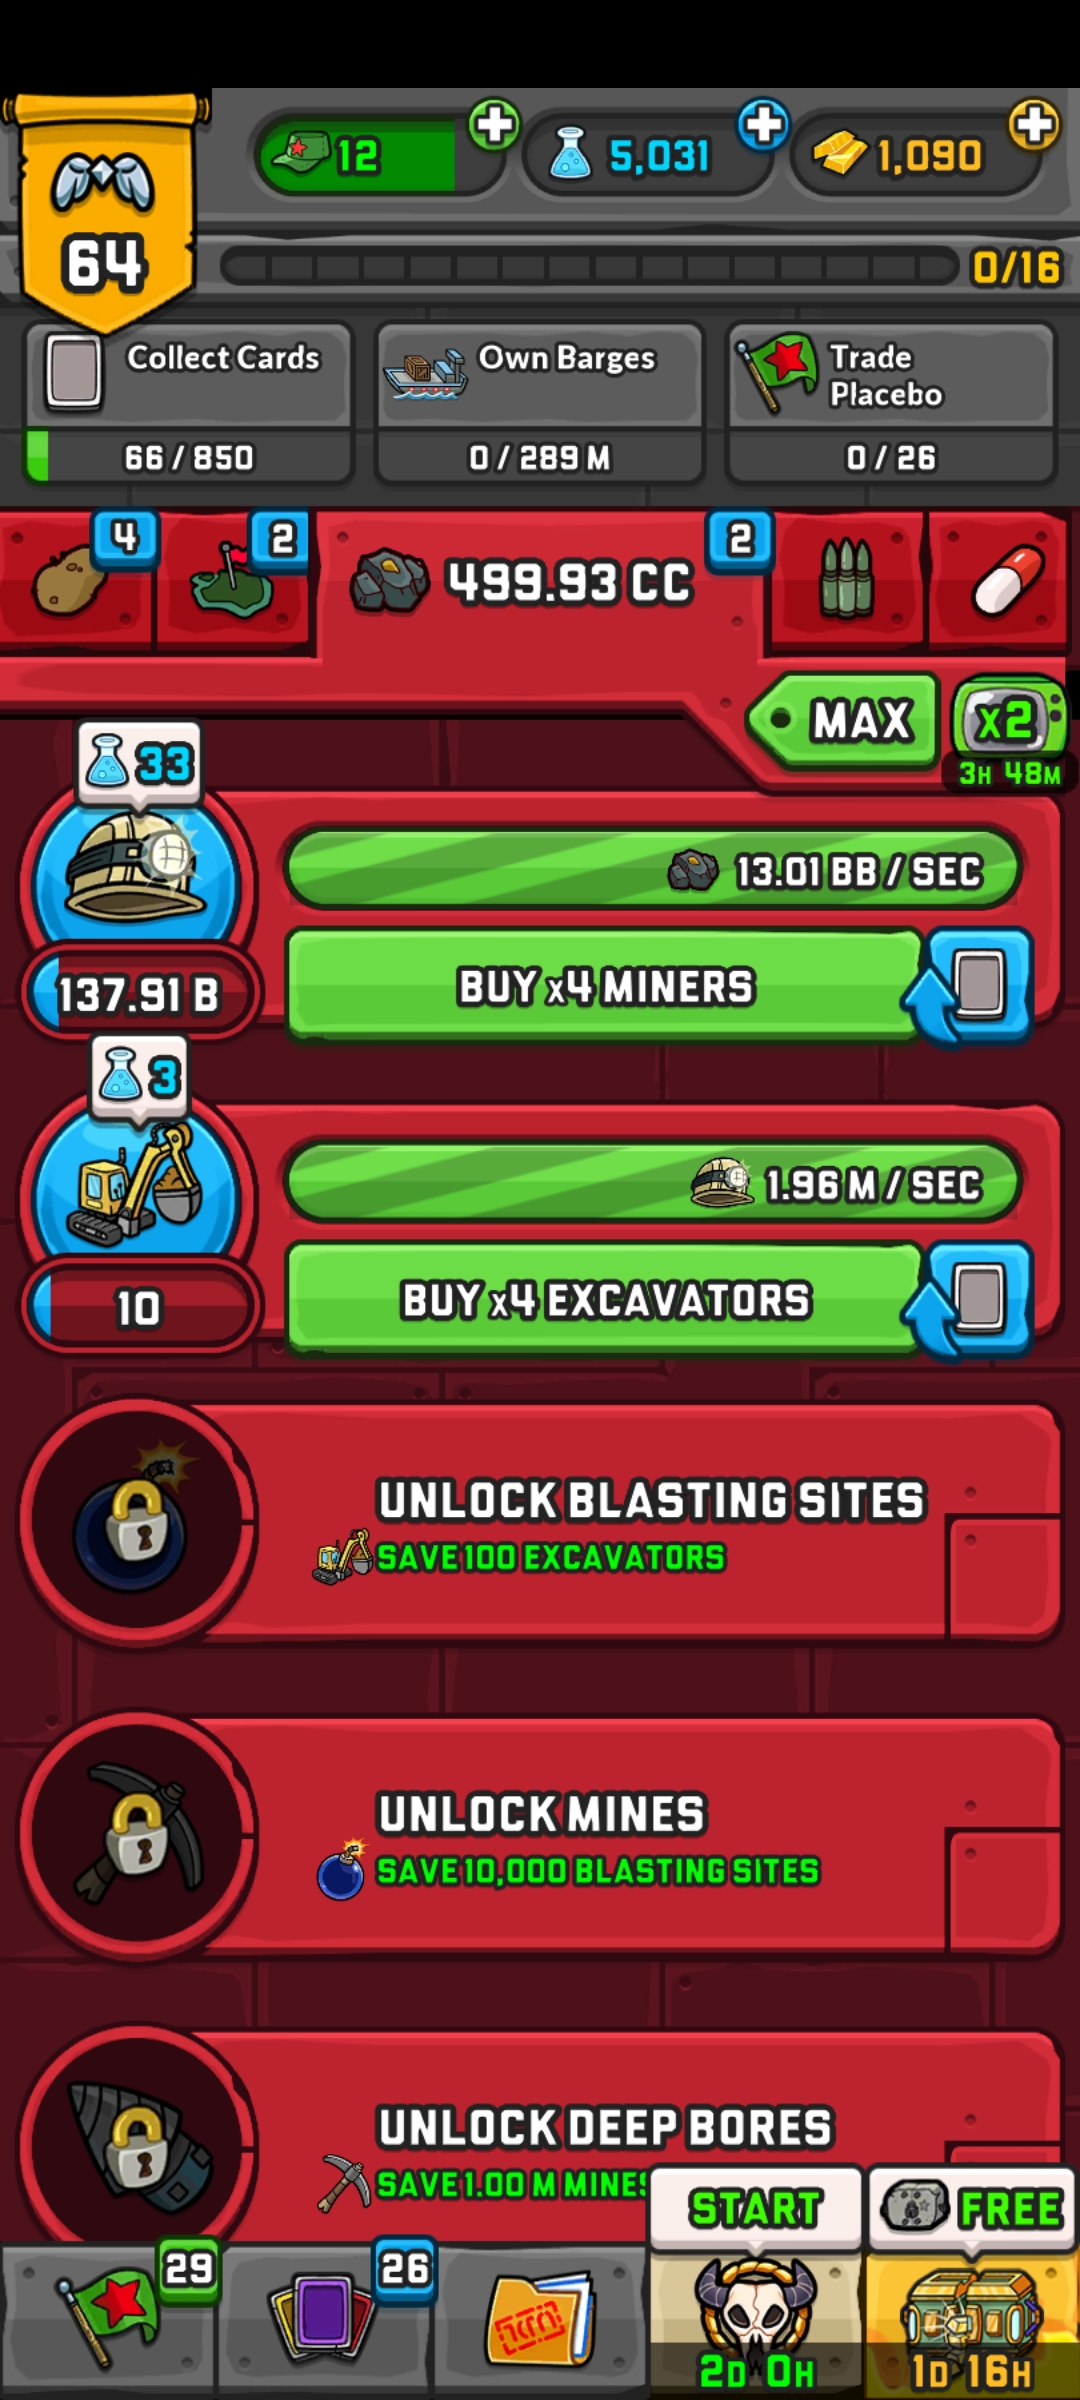 12
5,031
1,090
64
0/16
Collect Cards
66 / 850
Own Barges
0 / 289 M
Trade
Placebo
0 / 26
4
2
499.93 CC
2
MAX
X2
3H 48M
33
13.01 BB / SEC
137.91 B
BUY x4 MINERS
3
1.96 M / SEC
10
BUY x4 EXCAVATORS
UNLOCK BLASTING SITES
SAVE 100 EXCAVATORS
UNLOCK MINES
SAVE 10,000 BLASTING SITES
UNLOCK DEEP BORES
SAVE 1.00 M MINES
START
FREE
29
26
2D 0H
1D 16H